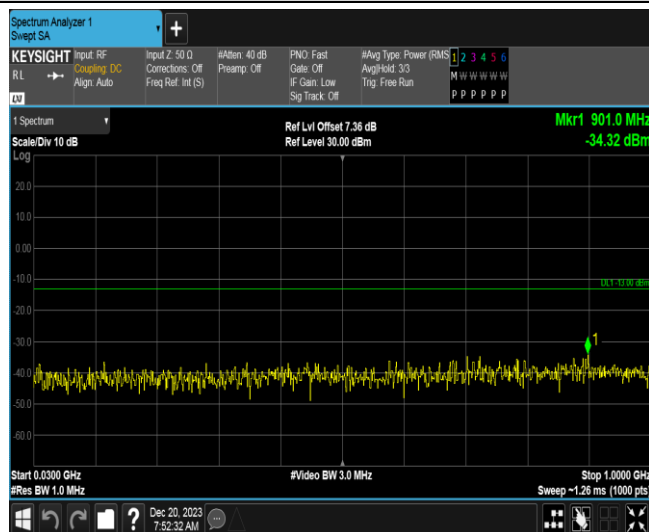 Spectrum Analyzer 1
Swept SA
+
KEYSIGHT Input: RF Input Z: 50 Ω #Atten: 40 dB PNO: Fast #Avg Type: Power (RMS 1 2 3 4 5 6
RL Coupling: DC Corrections: Off Preamp: Off Gate: Off Avg|Hold: 3/3 M W W W W W
Align: Auto Freq Ref: Int (S) IF Gain: Low Trig: Free Run
Sig Track: Off P P P P P P
LXI
1 Spectrum
Ref Lvl Offset 7.36 dB Mkr1 901.0 MHz
Scale/Div 10 dB Ref Level 30.00 dBm -34.32 dBm
Log
20.0
10.0
0.00
-10.0
DL1 -13.00 dBm
-20.0
-30.0
1
-40.0
-50.0
-60.0
Start 0.0300 GHz #Video BW 3.0 MHz Stop 1.0000 GHz
#Res BW 1.0 MHz Sweep ~1.26 ms (1000 pts)
? Dec 20, 2023
7:52:32 AM